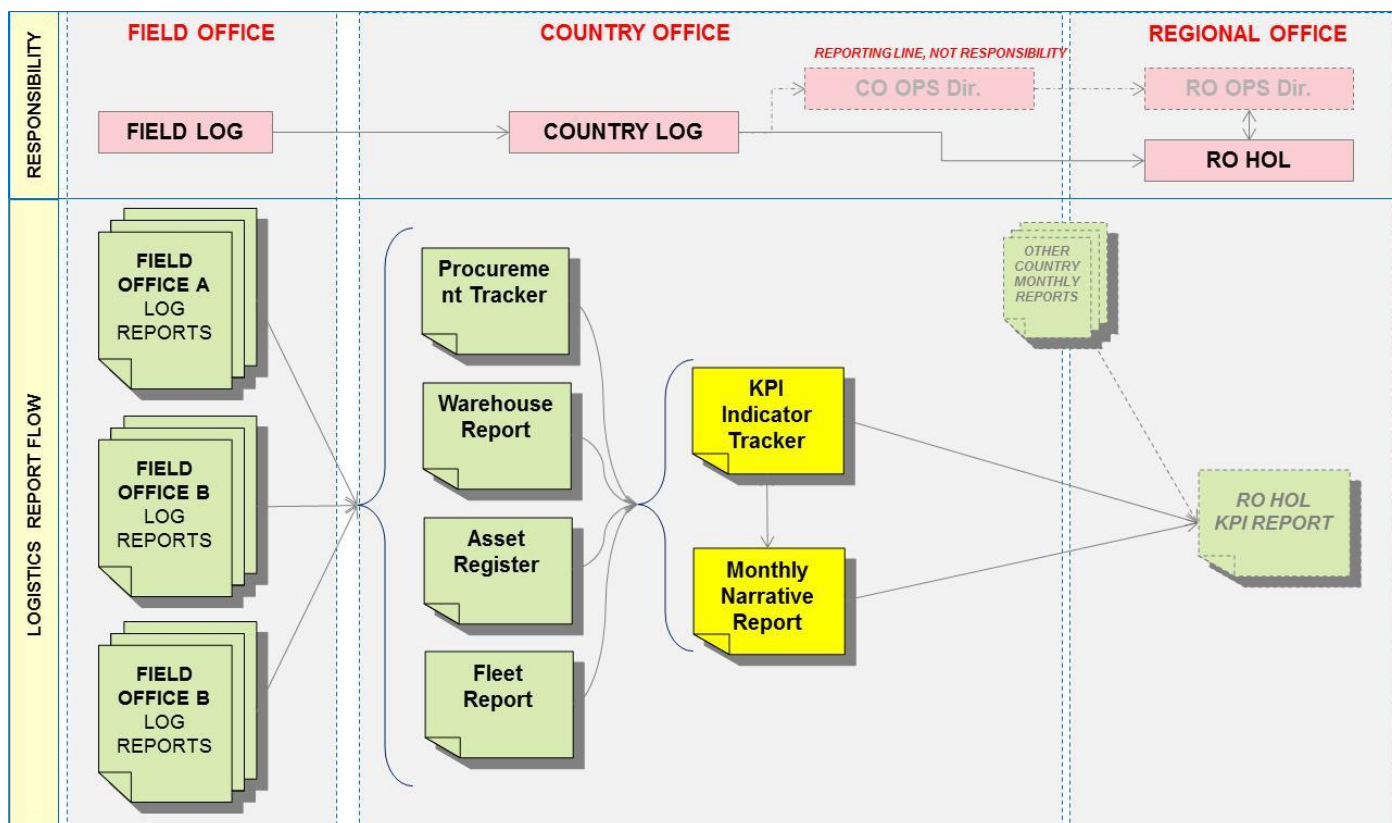 FIELD OFFICE
COUNTRY OFFICE
REGIONAL OFFICE
RESPONSIBILITY
REPORTING LINE, NOT RESPONSIBILITY
CO OPS Dir.
RO OPS Dir.
FIELD LOG
COUNTRY LOG
RO HOL
LOGISTICS REPORT FLOW
FIELD
OFFICE A
LOG
REPORTS
FIELD
OFFICE B
LOG
REPORTS
FIELD
OFFICE B
LOG
REPORTS
Procureme
nt Tracker
Warehouse
Report
Asset
Register
Fleet
Report
KPI
Indicator
Tracker
Monthly
Narrative
Report
OTHER
COUNTRY
MONTHLY
REPORTS
RO HOL
KPI REPORT